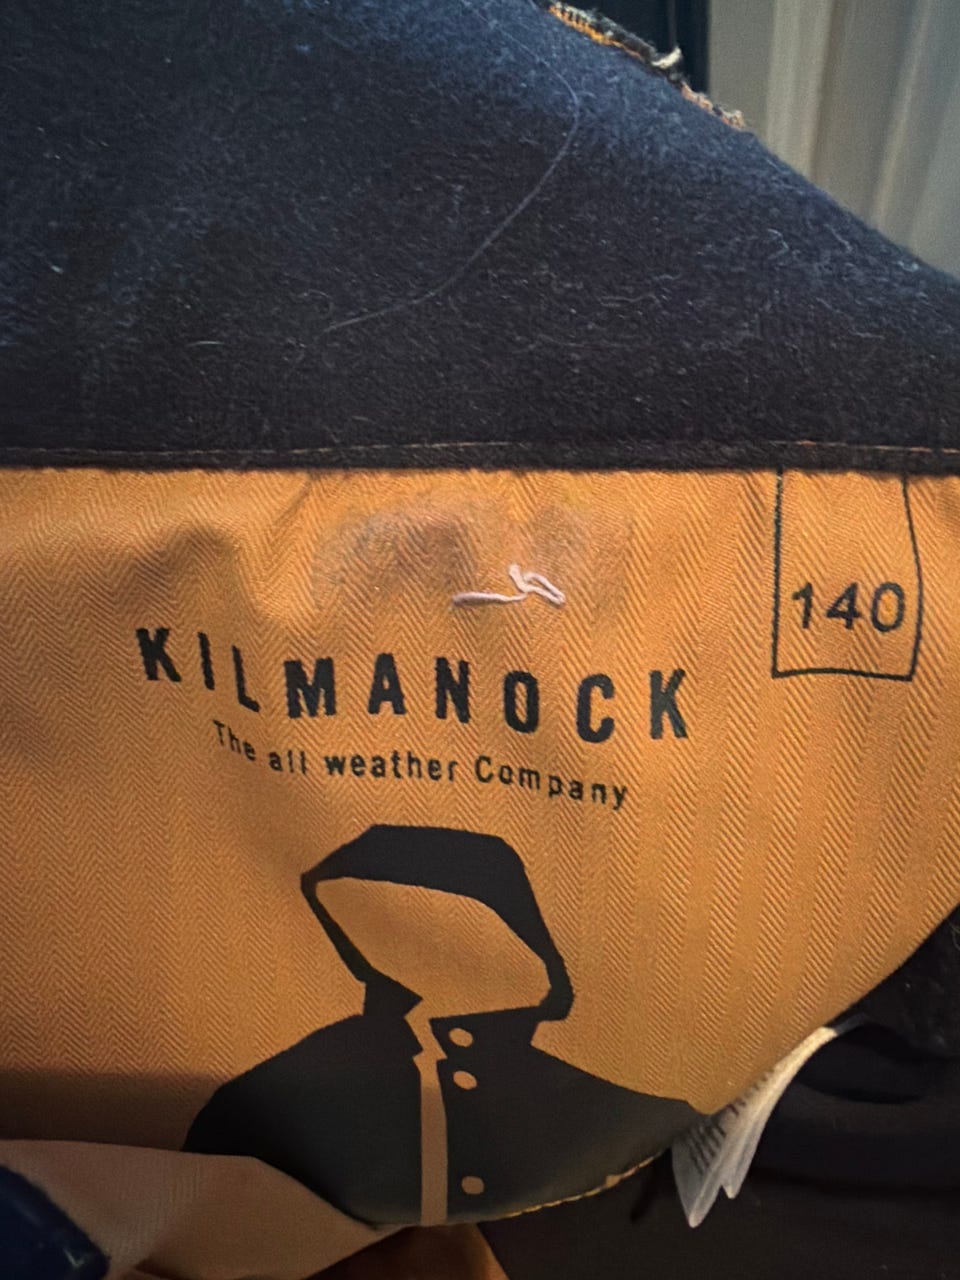 140
KILMANOCK
The all weather Company